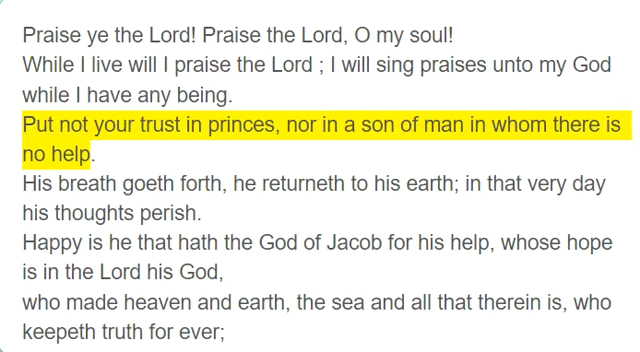 Praise ye the Lord! Praise the Lord, O my soul!
While I live will I praise the Lord ; I will sing praises unto my God
while I have any being.
Put not your trust in princes, nor in a son of man in whom there is
no help.
His breath goeth forth, he returneth to his earth; in that very day
his thoughts perish.
Happy is he that hath the God of Jacob for his help, whose hope
is in the Lord his God,
who made heaven and earth, the sea and all that therein is, who
keepeth truth for ever;